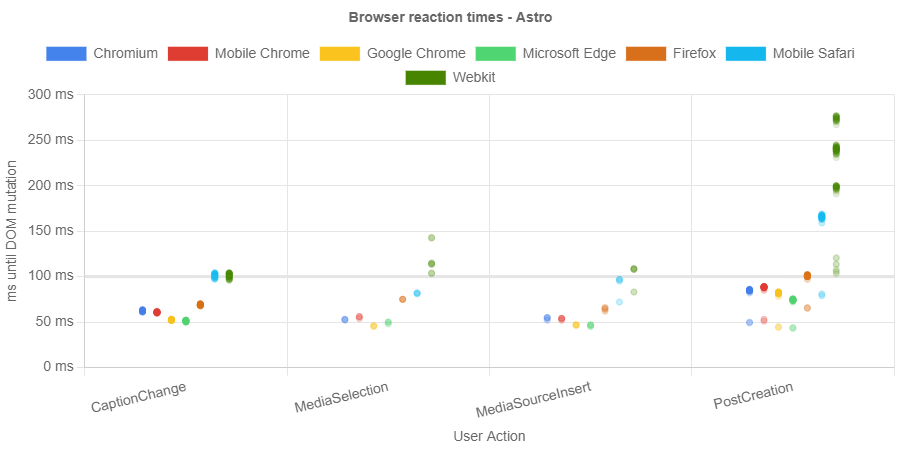 Browser reaction times - Astro
Chromium Mobile Chrome Google Chrome Microsoft Edge Firefox Mobile Safari
Webkit
300 ms
250 ms
200 ms
150 ms
100 ms
50 ms
0 ms
ms until DOM mutation
CaptionChange MediaSelection MediaSourceInsert PostCreation
User Action